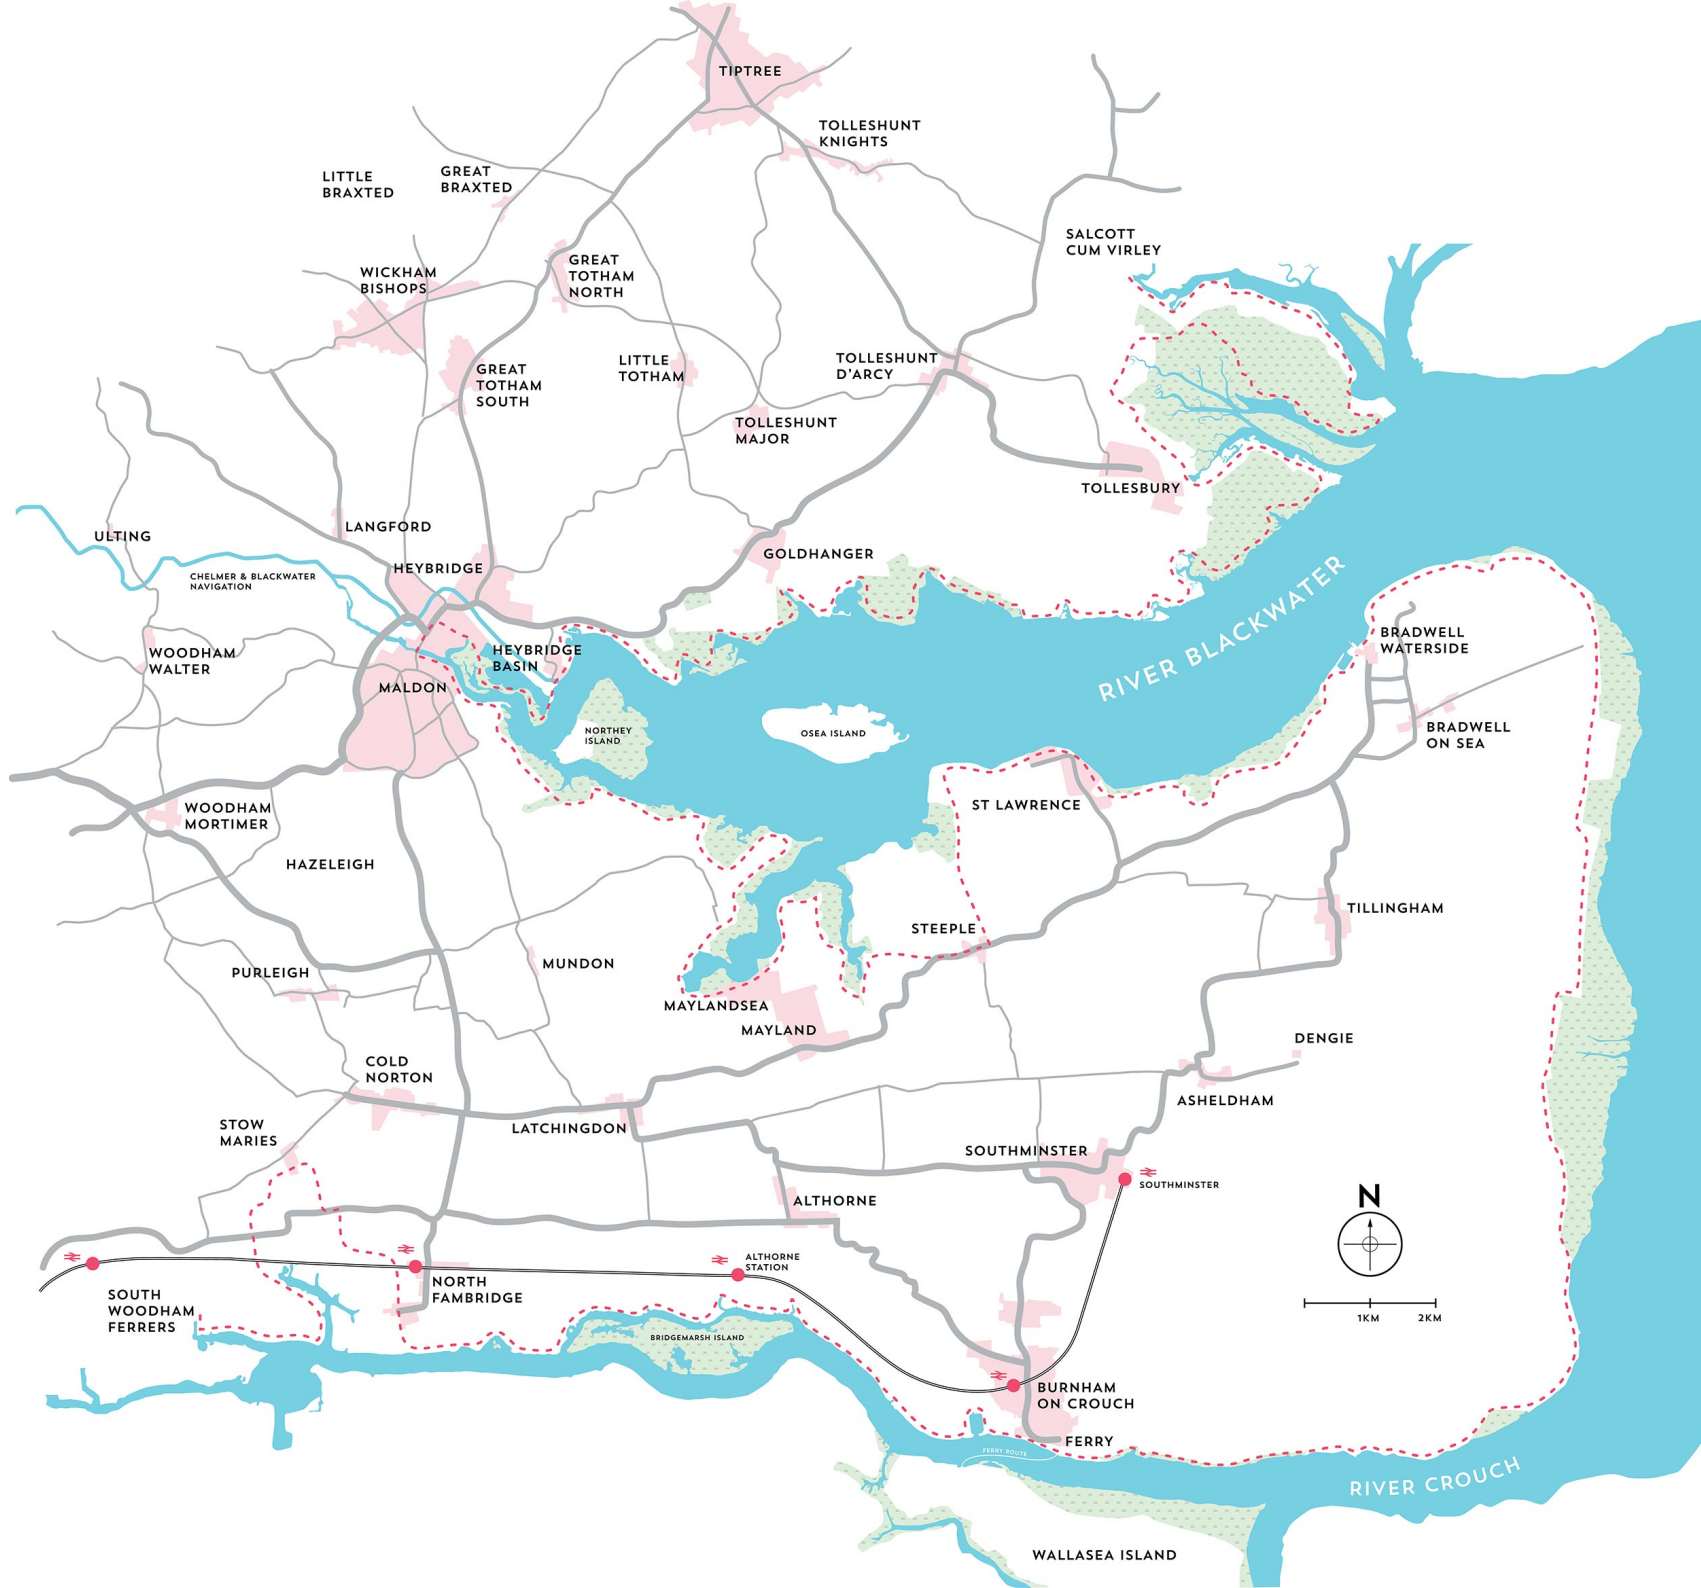 TIPTREE
TOLLESHUNT
KNIGHTS
LITTLE
BRAXTED
GREAT
BRAXTED
SALCOTT
CUM VIRLEY
WICKHAM
BISHOPS
GREAT
TOTHAM
NORTH
GREAT
TOTHAM
SOUTH
LITTLE
TOTHAM
TOLLESHUNT
D'ARCY
TOLLESHUNT
MAJOR
TOLLESBURY
LANGFORD
ULTING
HEYBRIDGE
GOLDHANGER
CHELMER & BLACKWATER
NAVIGATION
RIVER BLACKWATER
WOODHAM
WALTER
HEYBRIDGE
BASIN
MALDON
BRADWELL
WATERSIDE
NORTHEY
ISLAND
OSEA ISLAND
BRADWELL
ON SEA
ST LAWRENCE
WOODHAM
MORTIMER
HAZELEIGH
TILLINGHAM
STEEPLE
PURLEIGH
MUNDON
MAYLANDSEA
MAYLAND
DENGIE
COLD
NORTON
ASHELDHAM
STOW
MARIES
LATCHINGDON
SOUTHMINSTER
SOUTHMINSTER
ALTHORNE
N
ALTHORNE
STATION
SOUTH
WOODHAM
FERRERS
NORTH
FAMBRIDGE
1KM
2KM
BRIDGEMARSH ISLAND
BURNHAM
ON CROUCH
FERRY
FERRY ROUTE
RIVER CROUCH
WALLASEA ISLAND